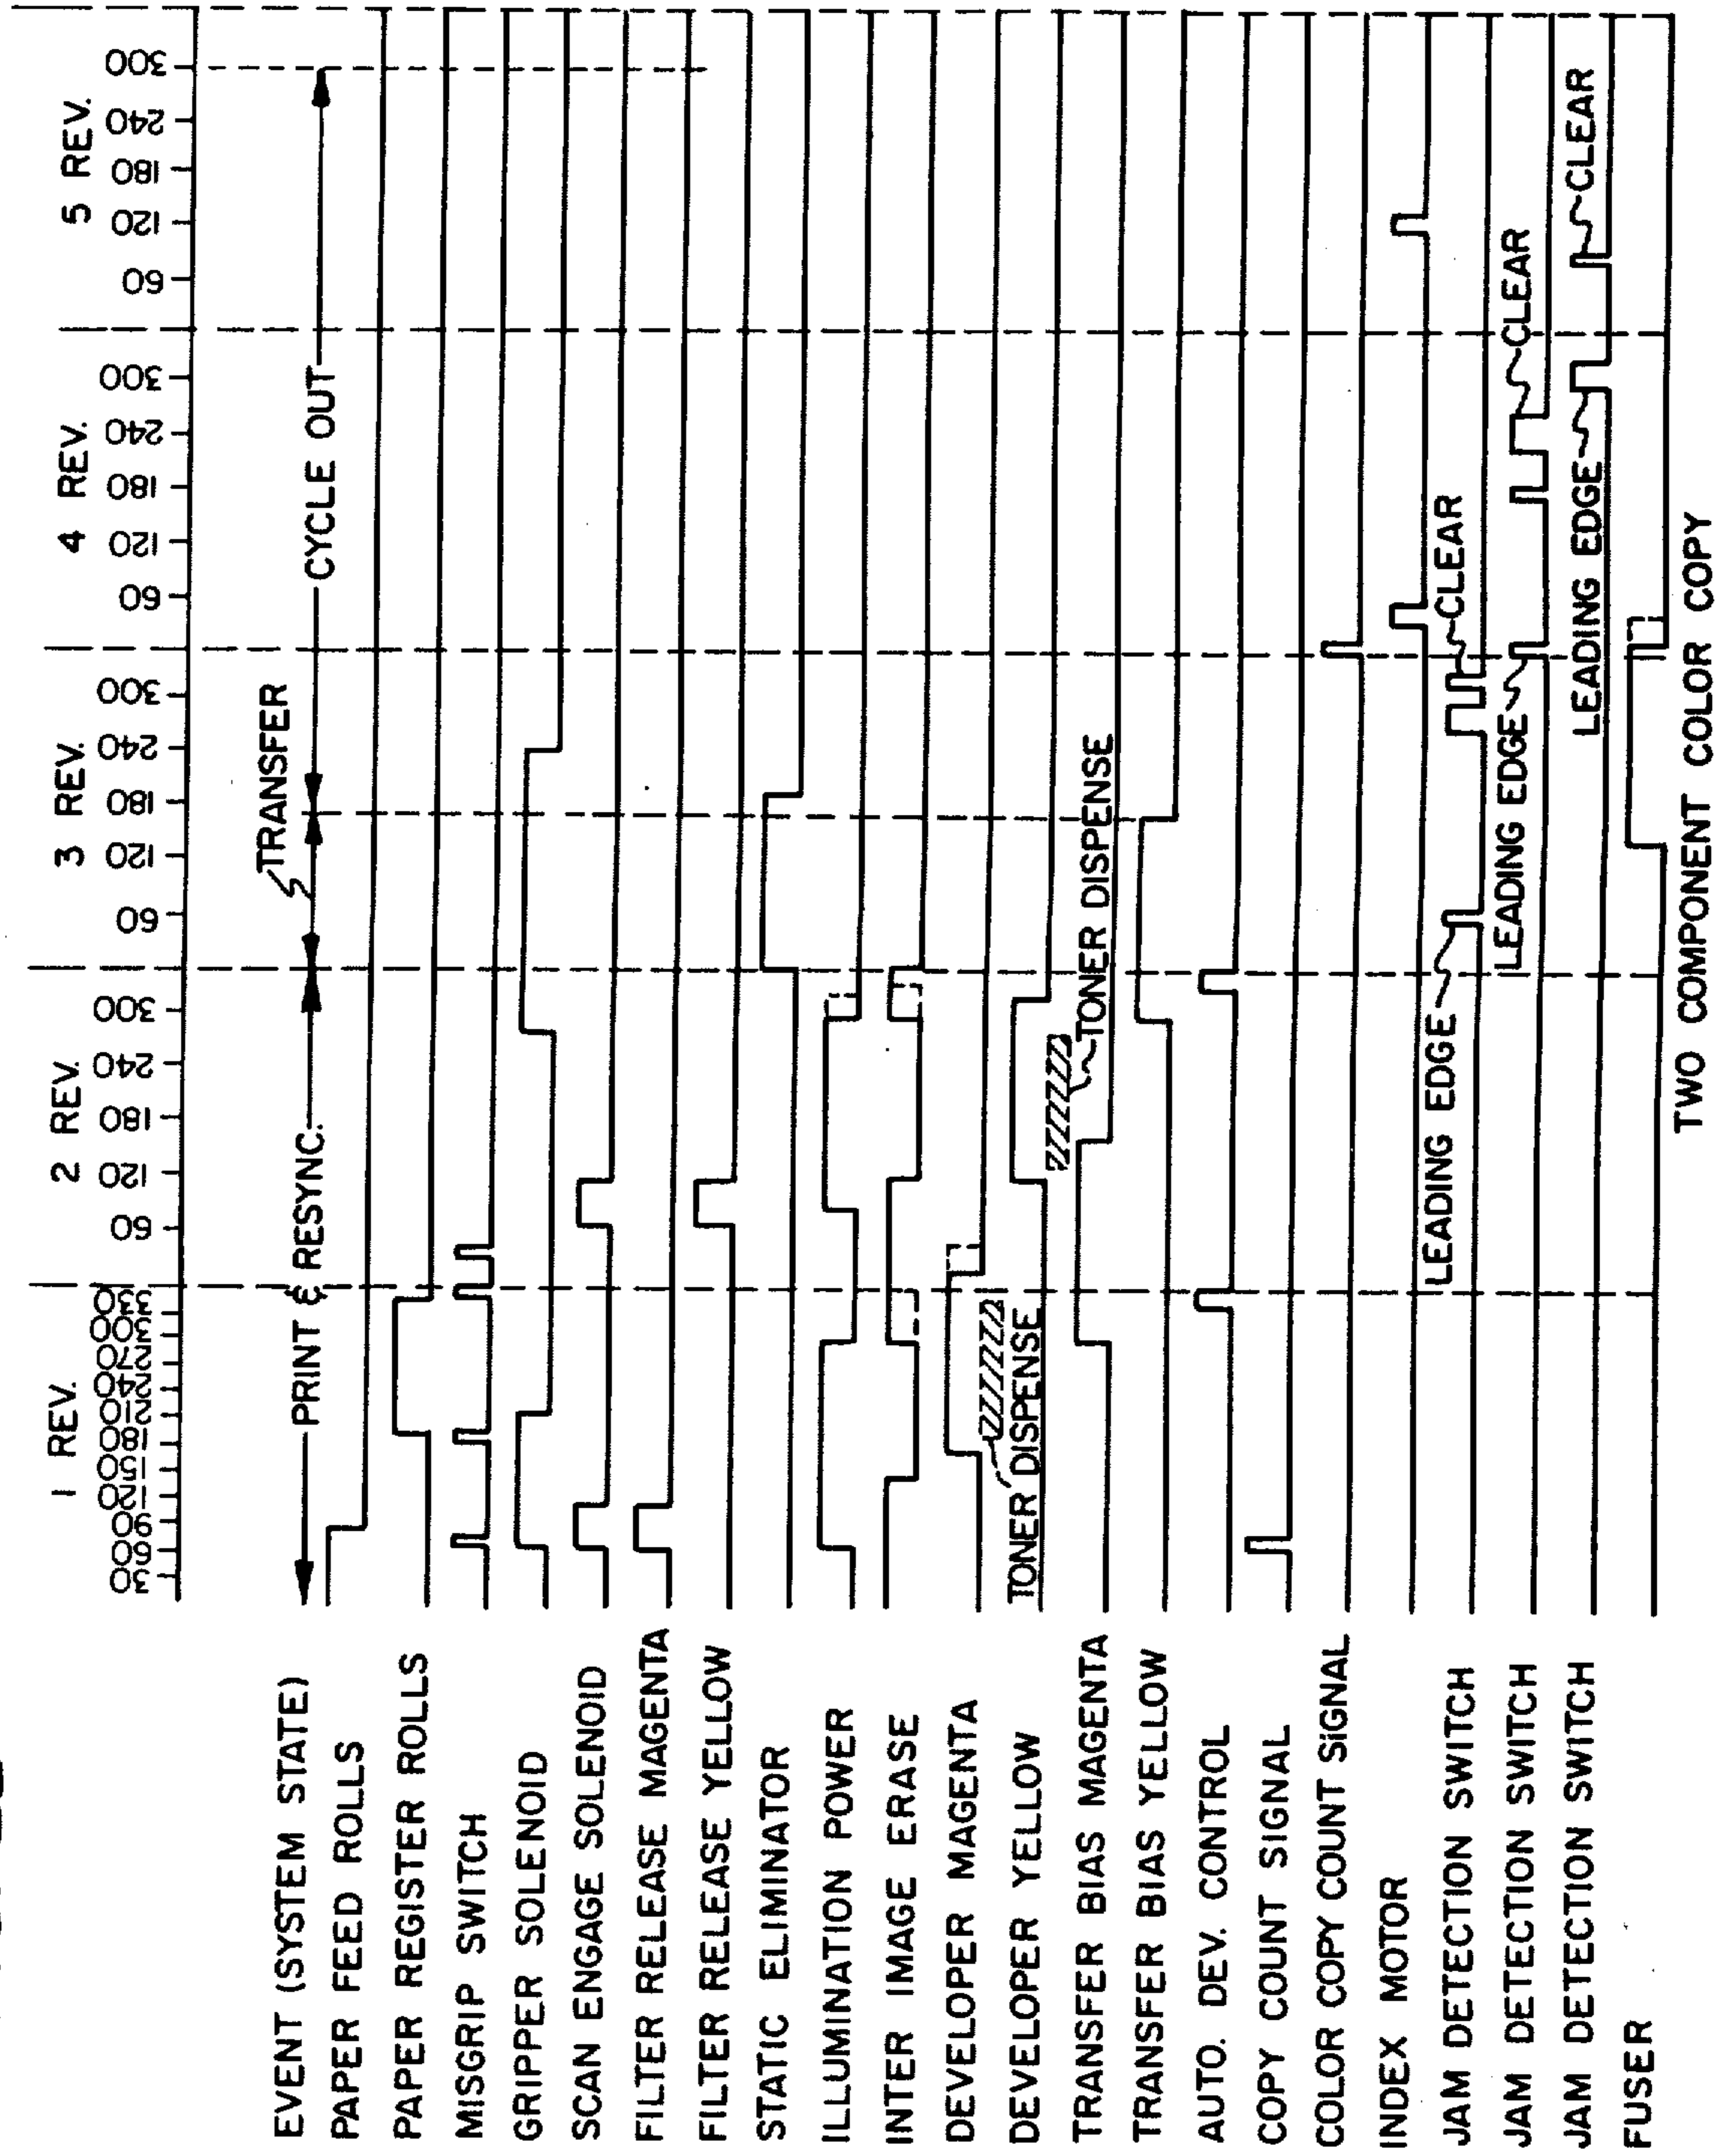 1 REV. 2 REV. 3 REV. 4 REV. 5 REV.
30 60 90 120 150 180 210 240 270 300 330 60 120 180 240 300 60 120 180 240 300 60 120 180 240 300 60 120 180 240 300
EVENT (SYSTEM STATE)
PRINT & RESYNC.
TRANSFER
CYCLE OUT
PAPER FEED ROLLS
PAPER REGISTER ROLLS
MISGRIP SWITCH
GRIPPER SOLENOID
SCAN ENGAGE SOLENOID
FILTER RELEASE MAGENTA
FILTER RELEASE YELLOW
STATIC ELIMINATOR
ILLUMINATION POWER
INTER IMAGE ERASE
DEVELOPER MAGENTA
TONER DISPENSE
DEVELOPER YELLOW
TONER DISPENSE
TRANSFER BIAS MAGENTA
TRANSFER BIAS YELLOW
AUTO. DEV. CONTROL
COPY COUNT SIGNAL
COLOR COPY COUNT SIGNAL
INDEX MOTOR
JAM DETECTION SWITCH
LEADING EDGE
CLEAR
JAM DETECTION SWITCH
LEADING EDGE
CLEAR
JAM DETECTION SWITCH
LEADING EDGE
CLEAR
FUSER
TWO COMPONENT COLOR COPY